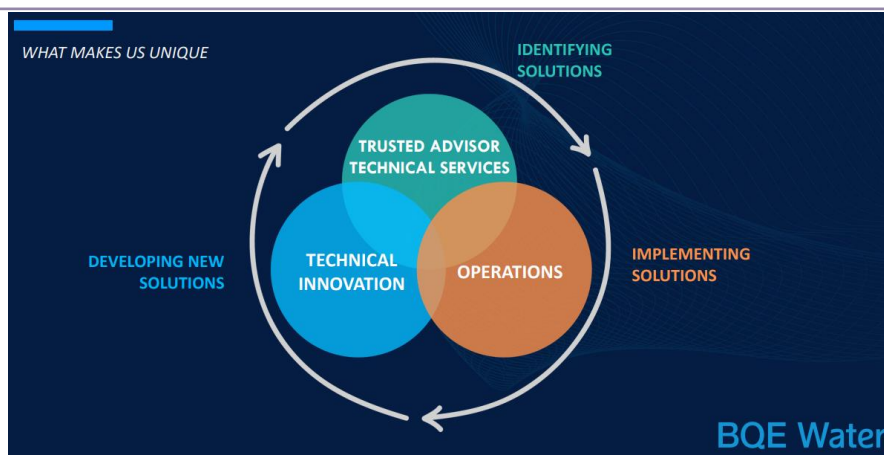 WHAT MAKES US UNIQUE
IDENTIFYING
SOLUTIONS
TRUSTED ADVISOR
TECHNICAL SERVICES
DEVELOPING NEW
SOLUTIONS
TECHNICAL
INNOVATION
OPERATIONS
IMPLEMENTING
SOLUTIONS
BQE Water